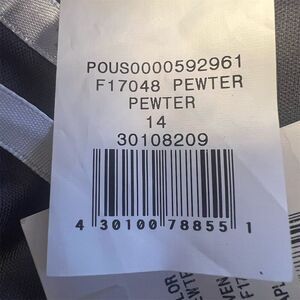 POUS0000592961
F17048 PEWTER
PEWTER
14
30108209
4 30100 78855 1